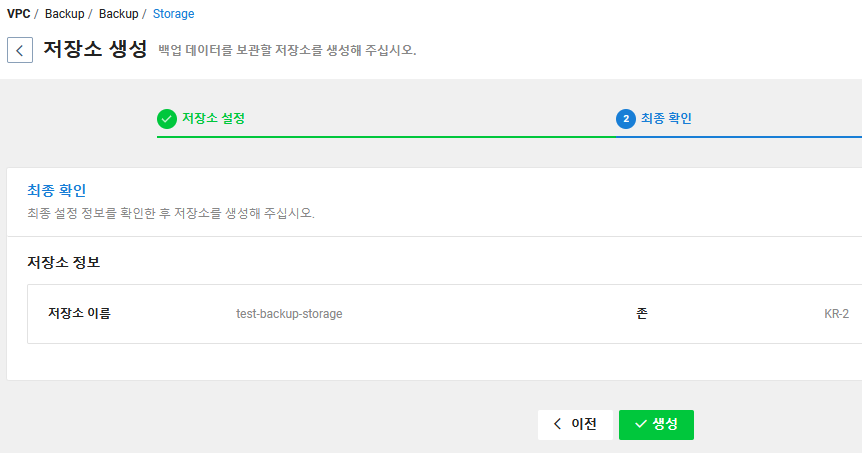 VPC / Backup / Backup / Storage
저장소 생성 백업 데이터를 보관할 저장소를 생성해 주십시오.
저장소 설정 2 최종 확인
최종 확인
최종 설정 정보를 확인한 후 저장소를 생성해 주십시오.
저장소 정보
저장소 이름 test-backup-storage 존 KR-2
이전 생성